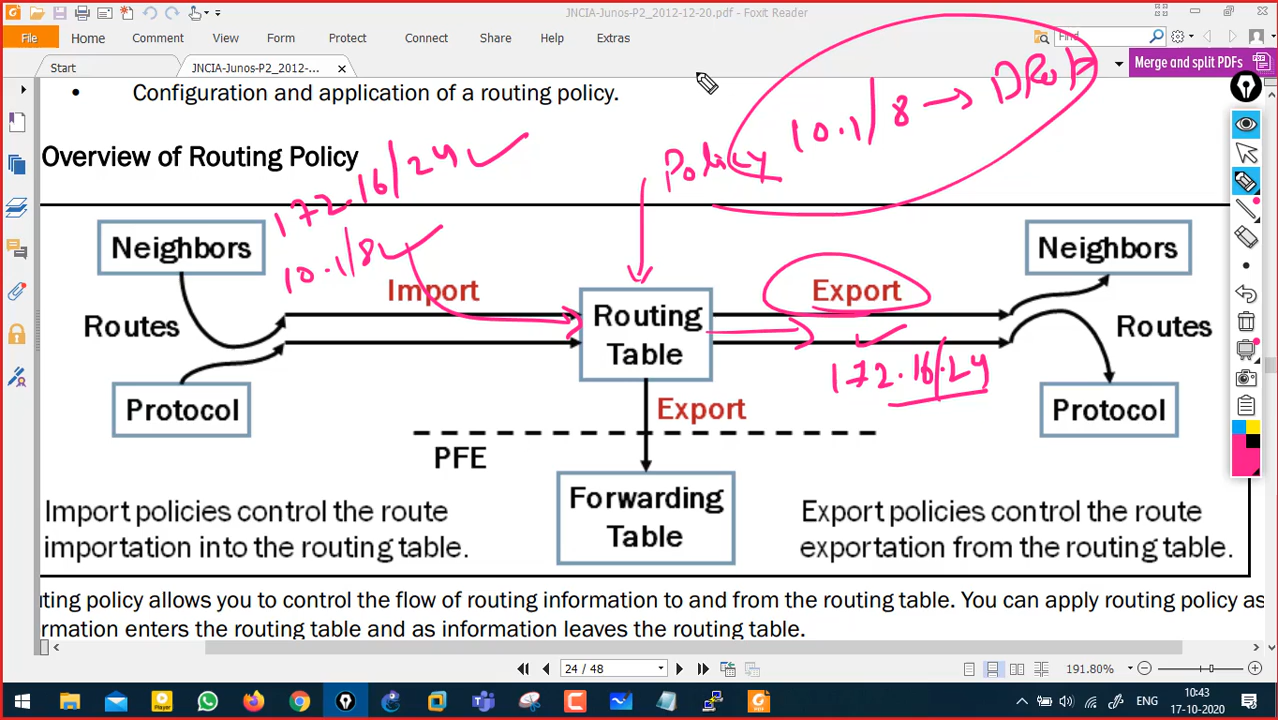 JNCIA-Junos-P2_2012-12-20.pdf - Foxit Reader
File Home Comment View Form Protect Connect Share Help Extras Find
Start JNCIA-Junos-P2_2012-12-... Merge and split PDFs
• Configuration and application of a routing policy.
Overview of Routing Policy
172.16/24
10.1/8
Policy 10.1/8 → DRop
Neighbors
Import
Export
Neighbors
Routes
Routing
Table
Routes
172.16.24
Protocol
Export
Protocol
PFE
Forwarding
Table
Import policies control the route
importation into the routing table.
Export policies control the route
exportation from the routing table.
uting policy allows you to control the flow of routing information to and from the routing table. You can apply routing policy as
rmation enters the routing table and as information leaves the routing table.
24 / 48 191.80%
Player
PDF
ENG
10:43
17-10-2020